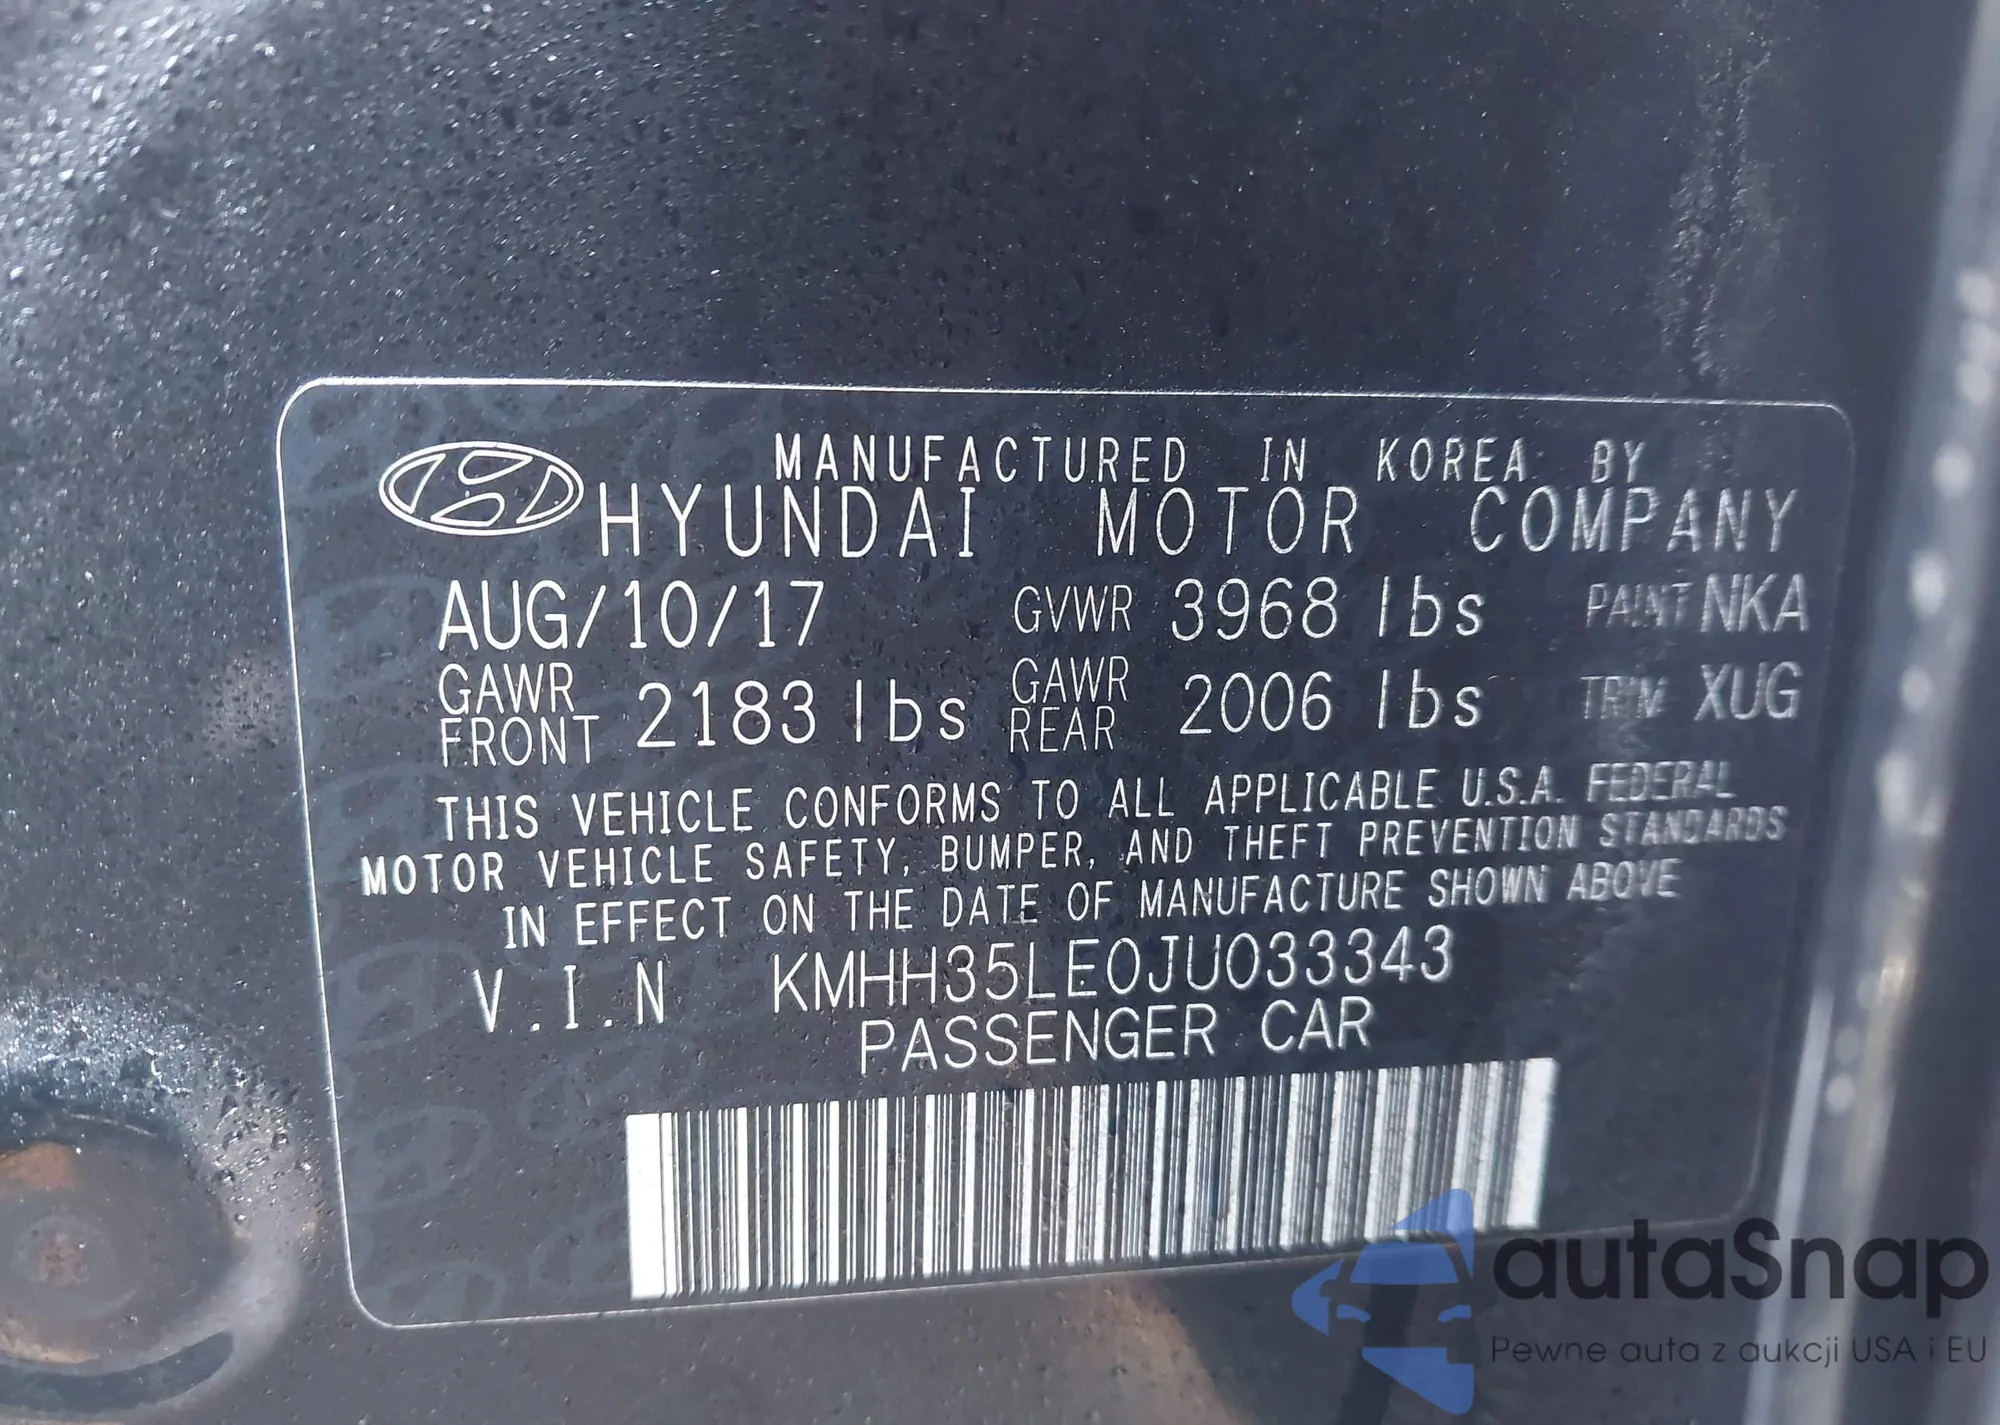 MANUFACTURED IN KOREA BY
HYUNDAI MOTOR COMPANY
AUG/10/17 GVWR 3968 lbs PAINT NKA
GAWR FRONT 2183 lbs GAWR REAR 2006 lbs TRIM XUG
THIS VEHICLE CONFORMS TO ALL APPLICABLE U.S.A. FEDERAL
MOTOR VEHICLE SAFETY, BUMPER, AND THEFT PREVENTION STANDARDS
IN EFFECT ON THE DATE OF MANUFACTURE SHOWN ABOVE
V.I.N KMHH35LE0JU033343
PASSENGER CAR
autaSnap
Pewne auta z aukcji USA i EU